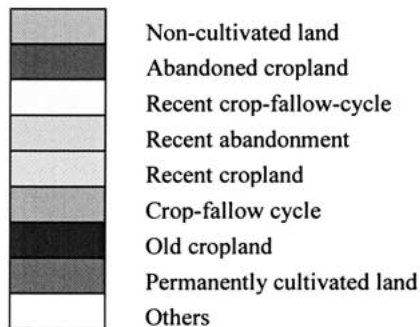 Non-cultivated land
Abandoned cropland
Recent crop-fallow-cycle
Recent abandonment
Recent cropland
Crop-fallow cycle
Old cropland
Permanently cultivated land
Others